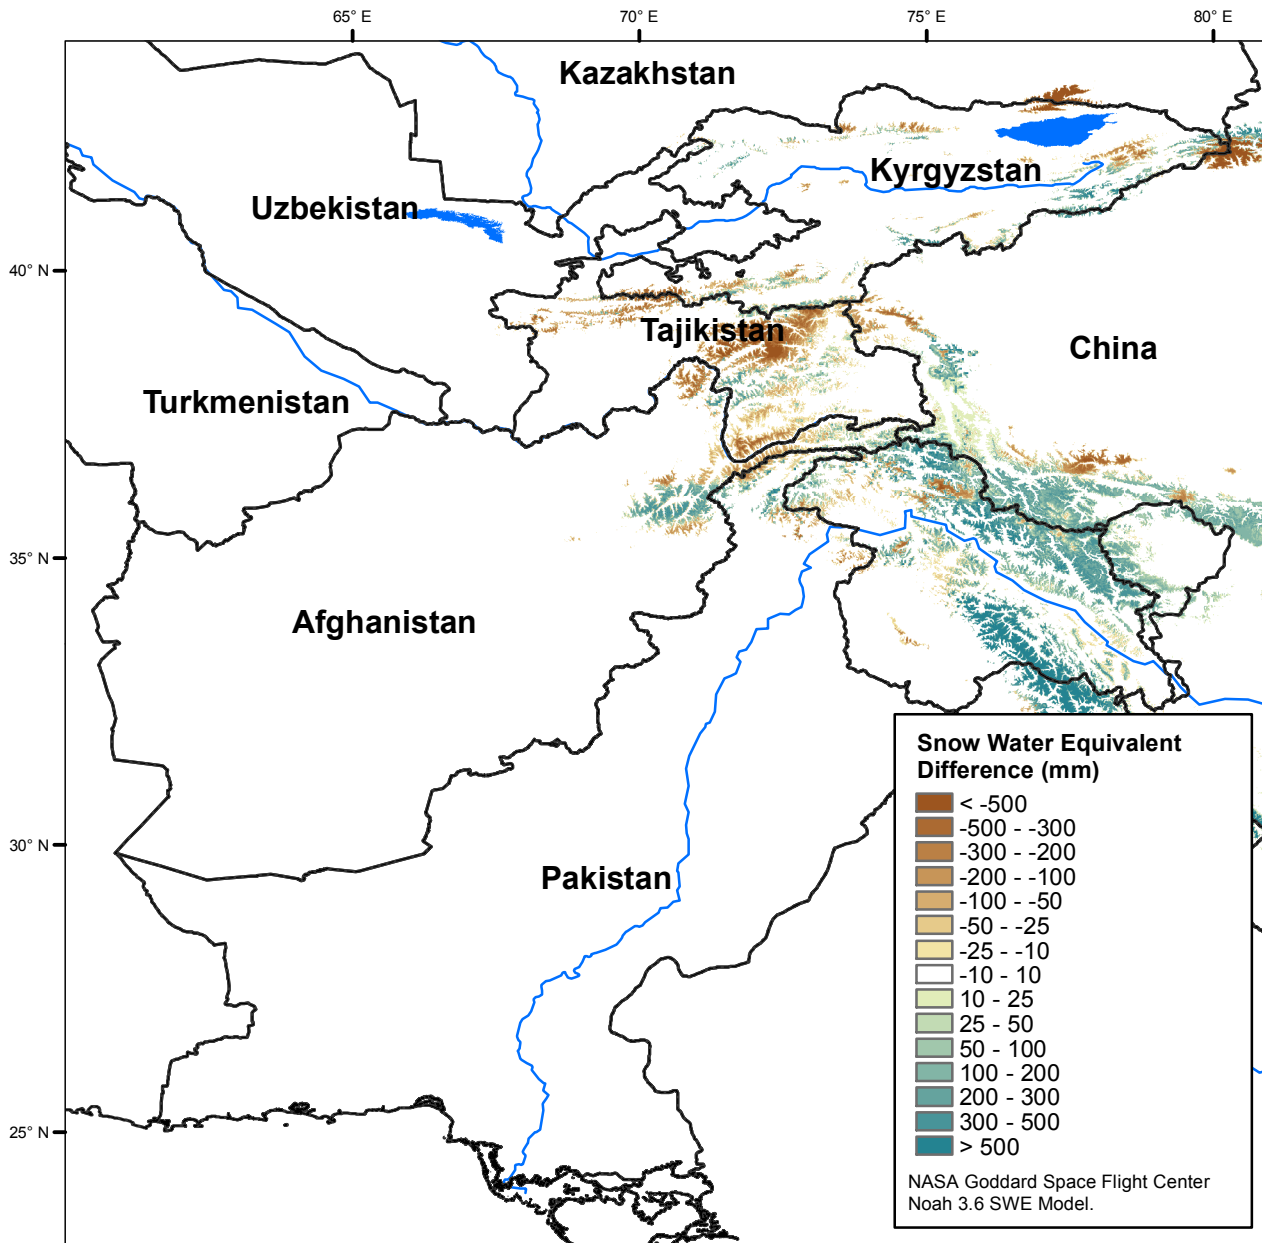 65° E
70° E
75° E
80° E
Kazakhstan
Kyrgyzstan
Uzbekistan
40° N
Tajikistan
China
Turkmenistan
35° N
Afghanistan
Snow Water Equivalent
Difference (mm)
< -500
-500 - -300
-300 - -200
-200 - -100
-100 - -50
-50 - -25
-25 - -10
-10 - 10
10 - 25
25 - 50
50 - 100
100 - 200
200 - 300
300 - 500
> 500
NASA Goddard Space Flight Center
Noah 3.6 SWE Model.
30° N
Pakistan
25° N